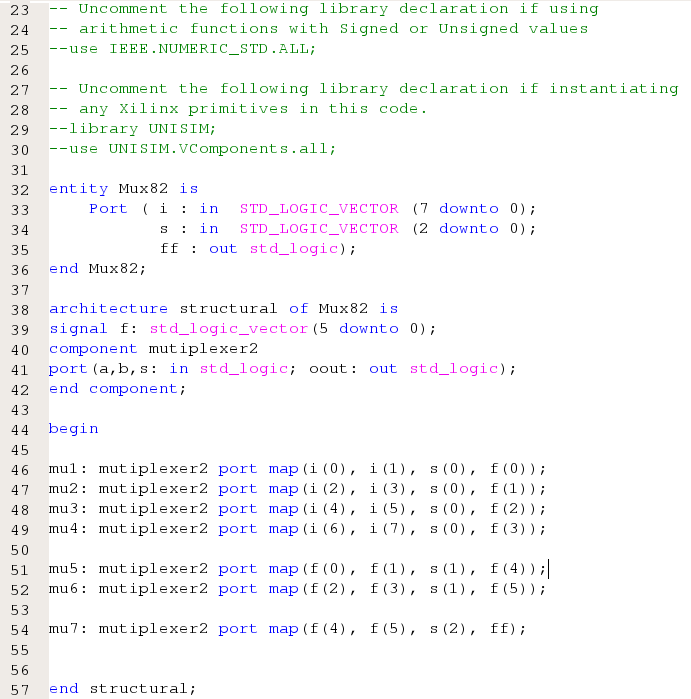 23 -- Uncomment the following library declaration if using
24 -- arithmetic functions with Signed or Unsigned values
25 --use IEEE.NUMERIC_STD.ALL;
26
27 -- Uncomment the following library declaration if instantiating
28 -- any Xilinx primitives in this code.
29 --library UNISIM;
30 --use UNISIM.VComponents.all;
31
32 entity Mux82 is
33     Port ( i : in  STD_LOGIC_VECTOR (7 downto 0);
34            s : in  STD_LOGIC_VECTOR (2 downto 0);
35            ff : out std_logic);
36 end Mux82;
37
38 architecture structural of Mux82 is
39 signal f: std_logic_vector(5 downto 0);
40 component mutiplexer2
41 port(a,b,s: in std_logic; oout: out std_logic);
42 end component;
43
44 begin
45
46 mu1: mutiplexer2 port map(i(0), i(1), s(0), f(0));
47 mu2: mutiplexer2 port map(i(2), i(3), s(0), f(1));
48 mu3: mutiplexer2 port map(i(4), i(5), s(0), f(2));
49 mu4: mutiplexer2 port map(i(6), i(7), s(0), f(3));
50
51 mu5: mutiplexer2 port map(f(0), f(1), s(1), f(4));
52 mu6: mutiplexer2 port map(f(2), f(3), s(1), f(5));
53
54 mu7: mutiplexer2 port map(f(4), f(5), s(2), ff);
55
56
57 end structural;